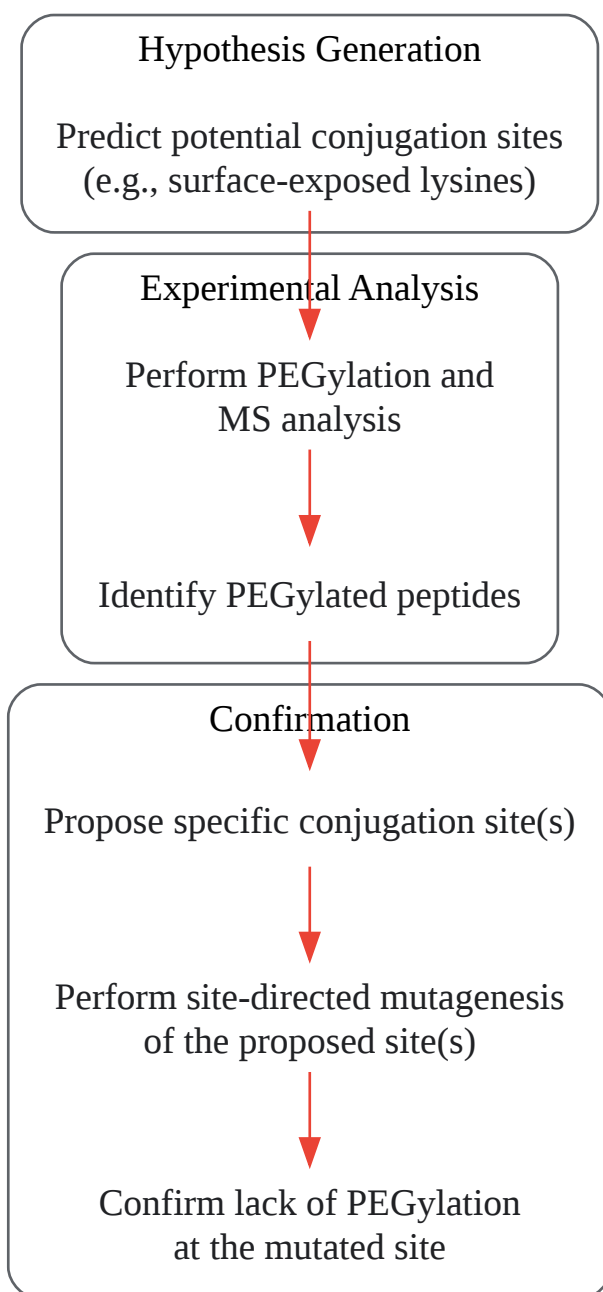 Hypothesis Generation
Predict potential conjugation sites
(e.g., surface-exposed lysines)
Experimental Analysis
Perform PEGylation and
MS analysis
Identify PEGylated peptides
Confirmation
Propose specific conjugation site(s)
Perform site-directed mutagenesis
of the proposed site(s)
Confirm lack of PEGylation
at the mutated site